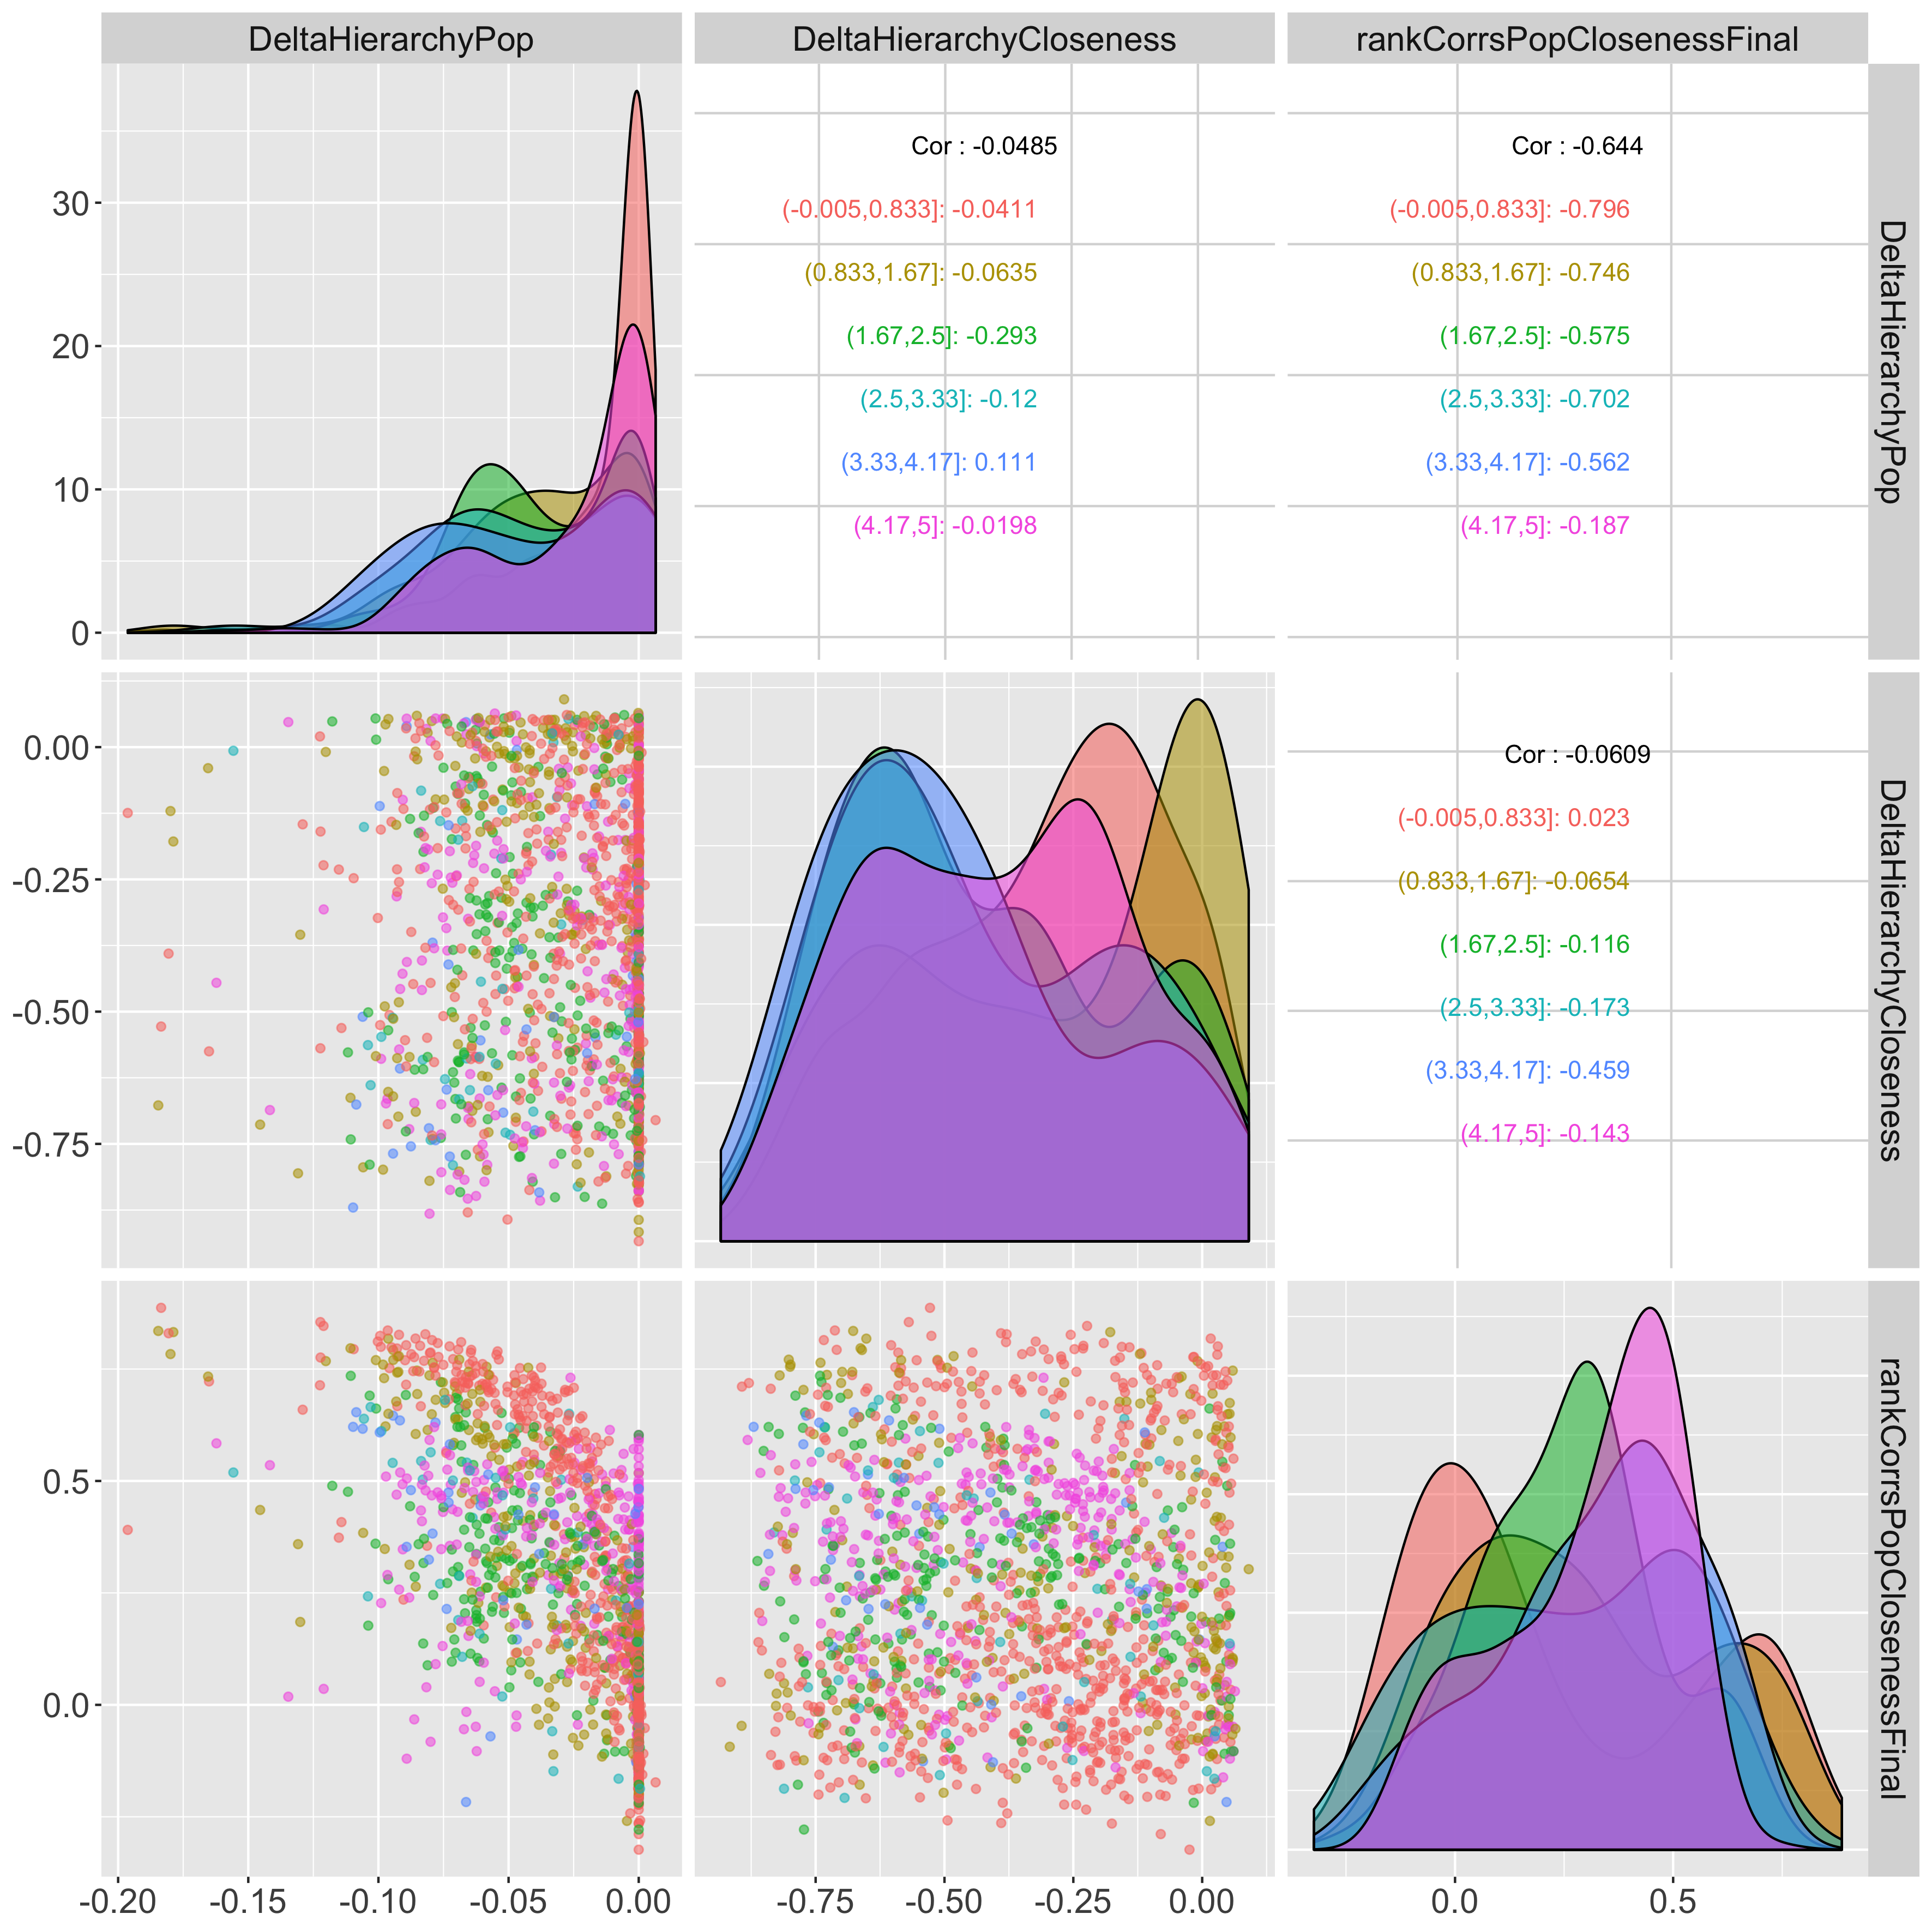 DeltaHierarchyPop
DeltaHierarchyCloseness
rankCorrsPopClosenessFinal
30
20
10
0
Cor : -0.0485
(-0.005,0.833]: -0.0411
(0.833,1.67]: -0.0635
(1.67,2.5]: -0.293
(2.5,3.33]: -0.12
(3.33,4.17]: 0.111
(4.17,5]: -0.0198
Cor : -0.644
(-0.005,0.833]: -0.796
(0.833,1.67]: -0.746
(1.67,2.5]: -0.575
(2.5,3.33]: -0.702
(3.33,4.17]: -0.562
(4.17,5]: -0.187
DeltaHierarchyPop
0.00
-0.25
-0.50
-0.75
Cor : -0.0609
(-0.005,0.833]: 0.023
(0.833,1.67]: -0.0654
(1.67,2.5]: -0.116
(2.5,3.33]: -0.173
(3.33,4.17]: -0.459
(4.17,5]: -0.143
DeltaHierarchyCloseness
0.5
0.0
rankCorrsPopClosenessFinal
-0.20 -0.15 -0.10 -0.05 0.00
-0.75 -0.50 -0.25 0.00
0.0 0.5